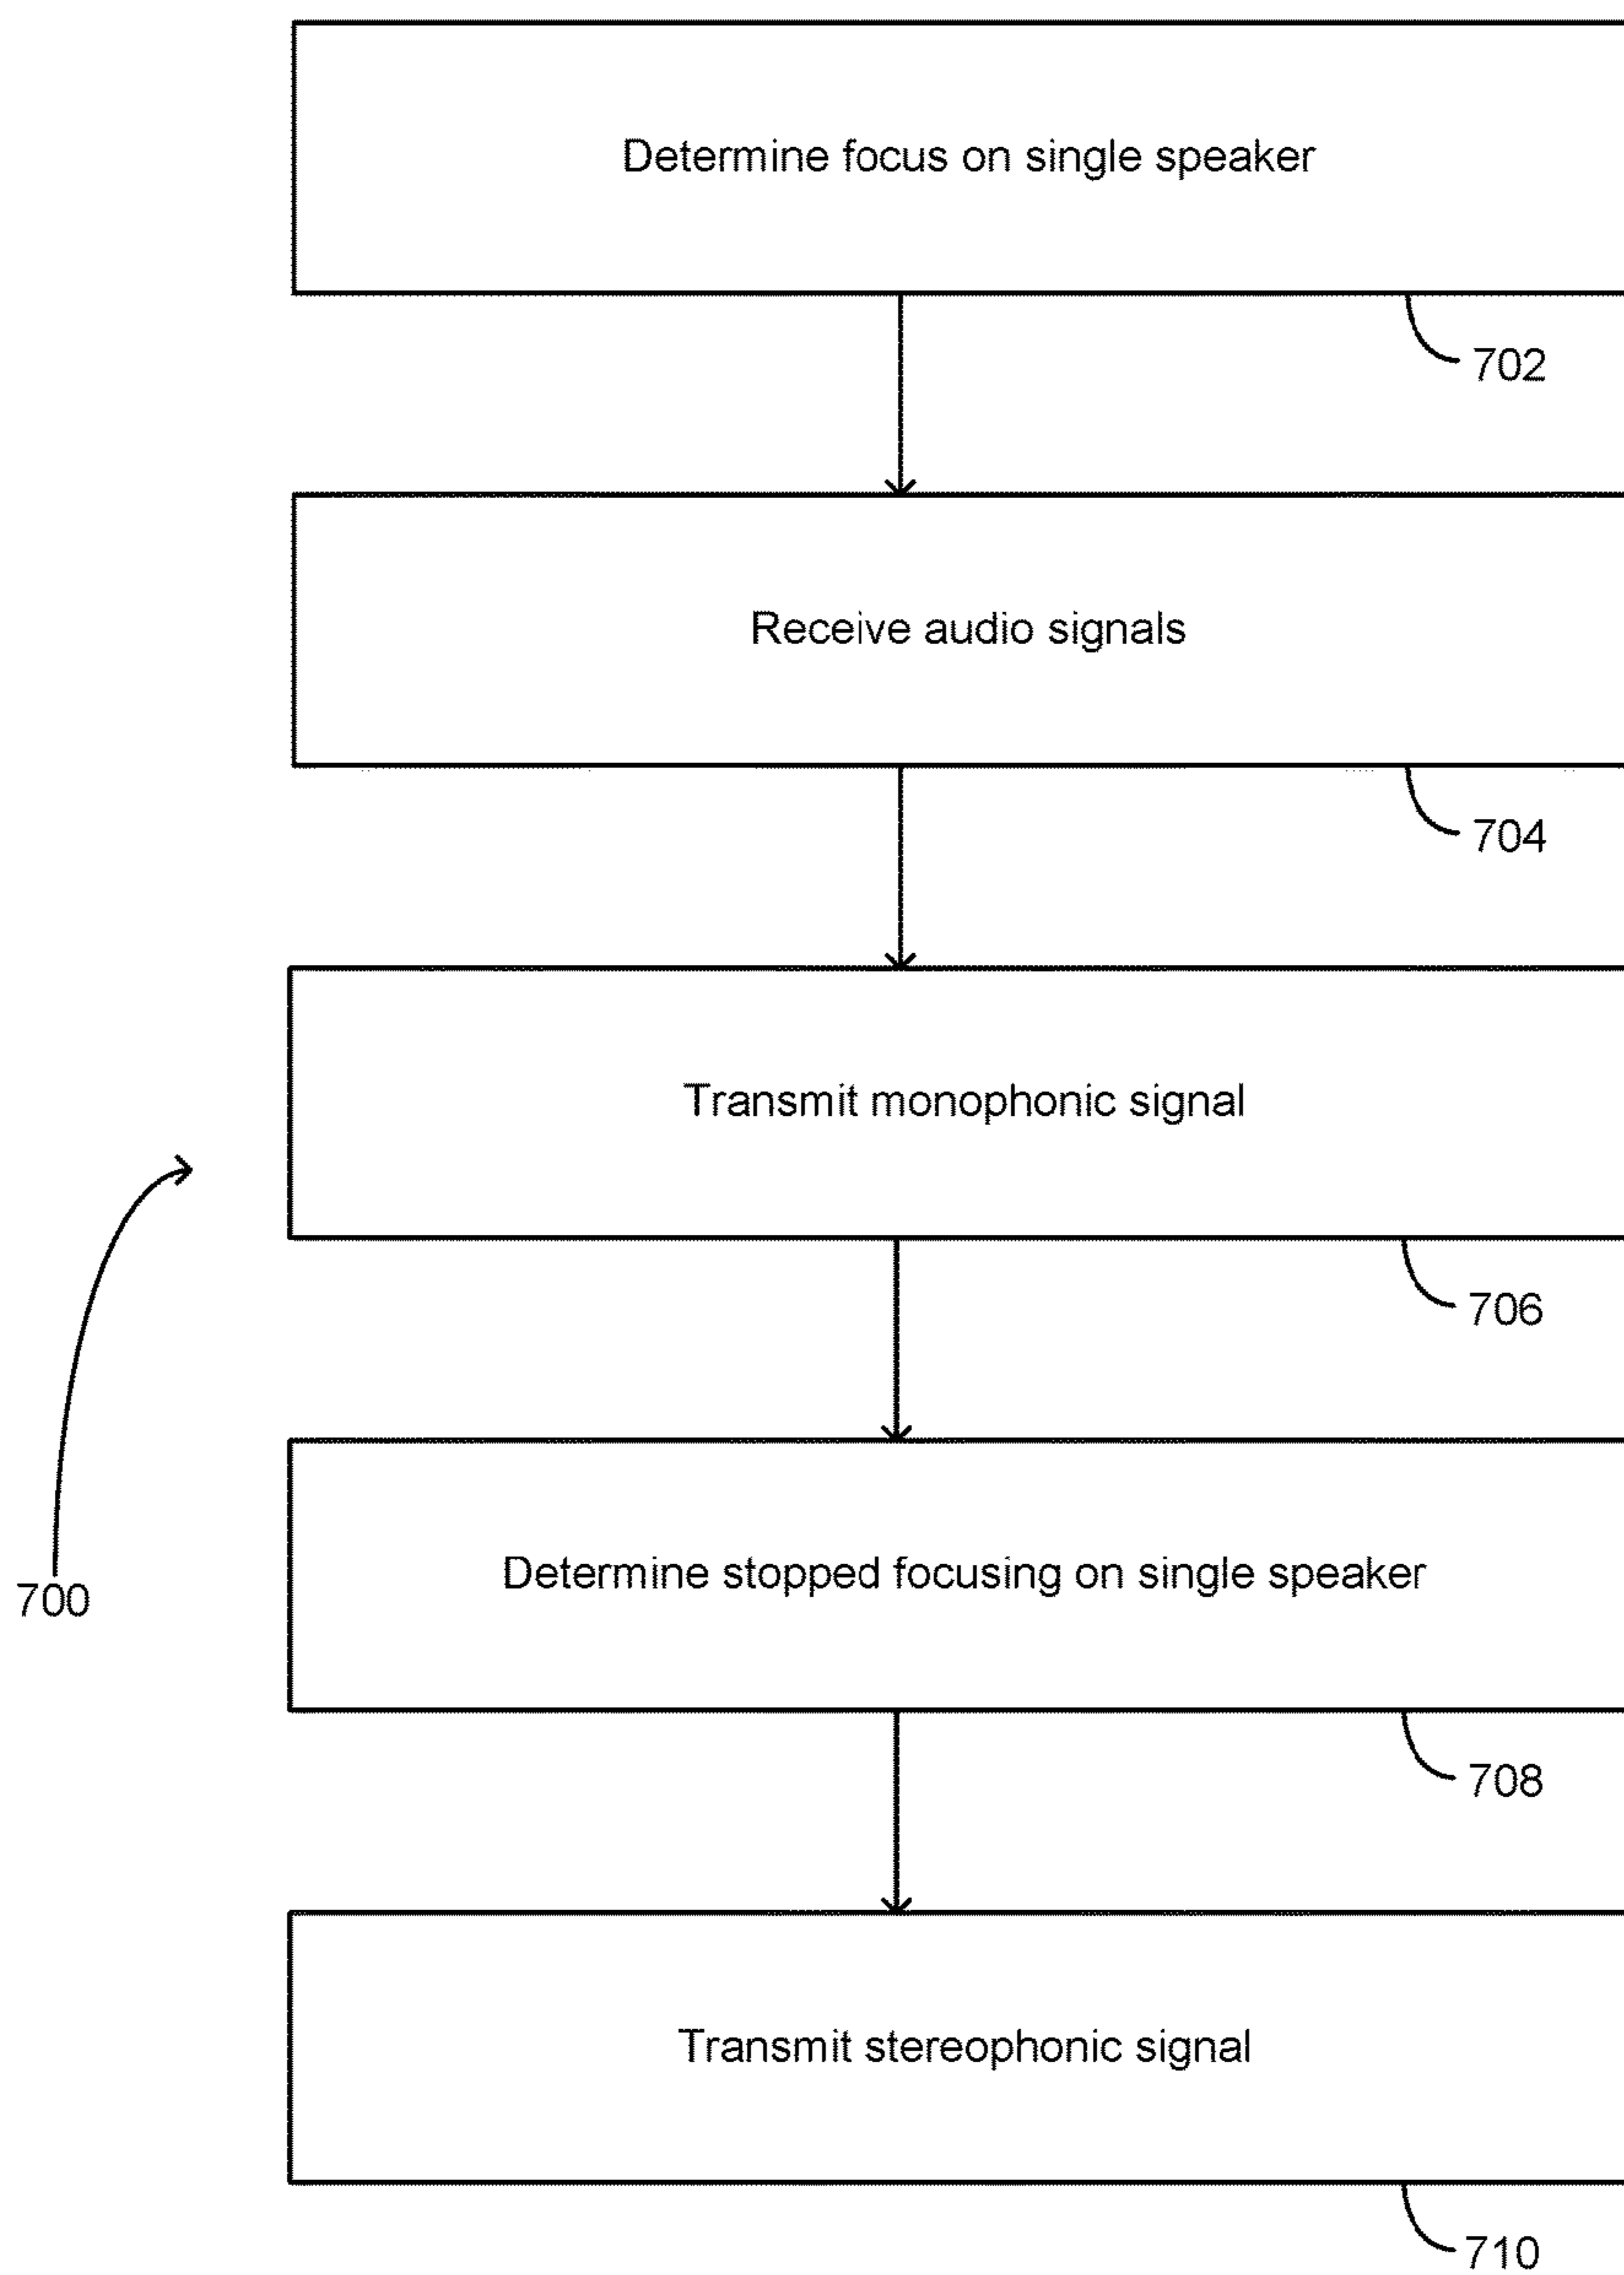 Determine focus on single speaker
702
Receive audio signals
704
Transmit monophonic signal
706
Determine stopped focusing on single speaker
700
708
Transmit stereophonic signal
710